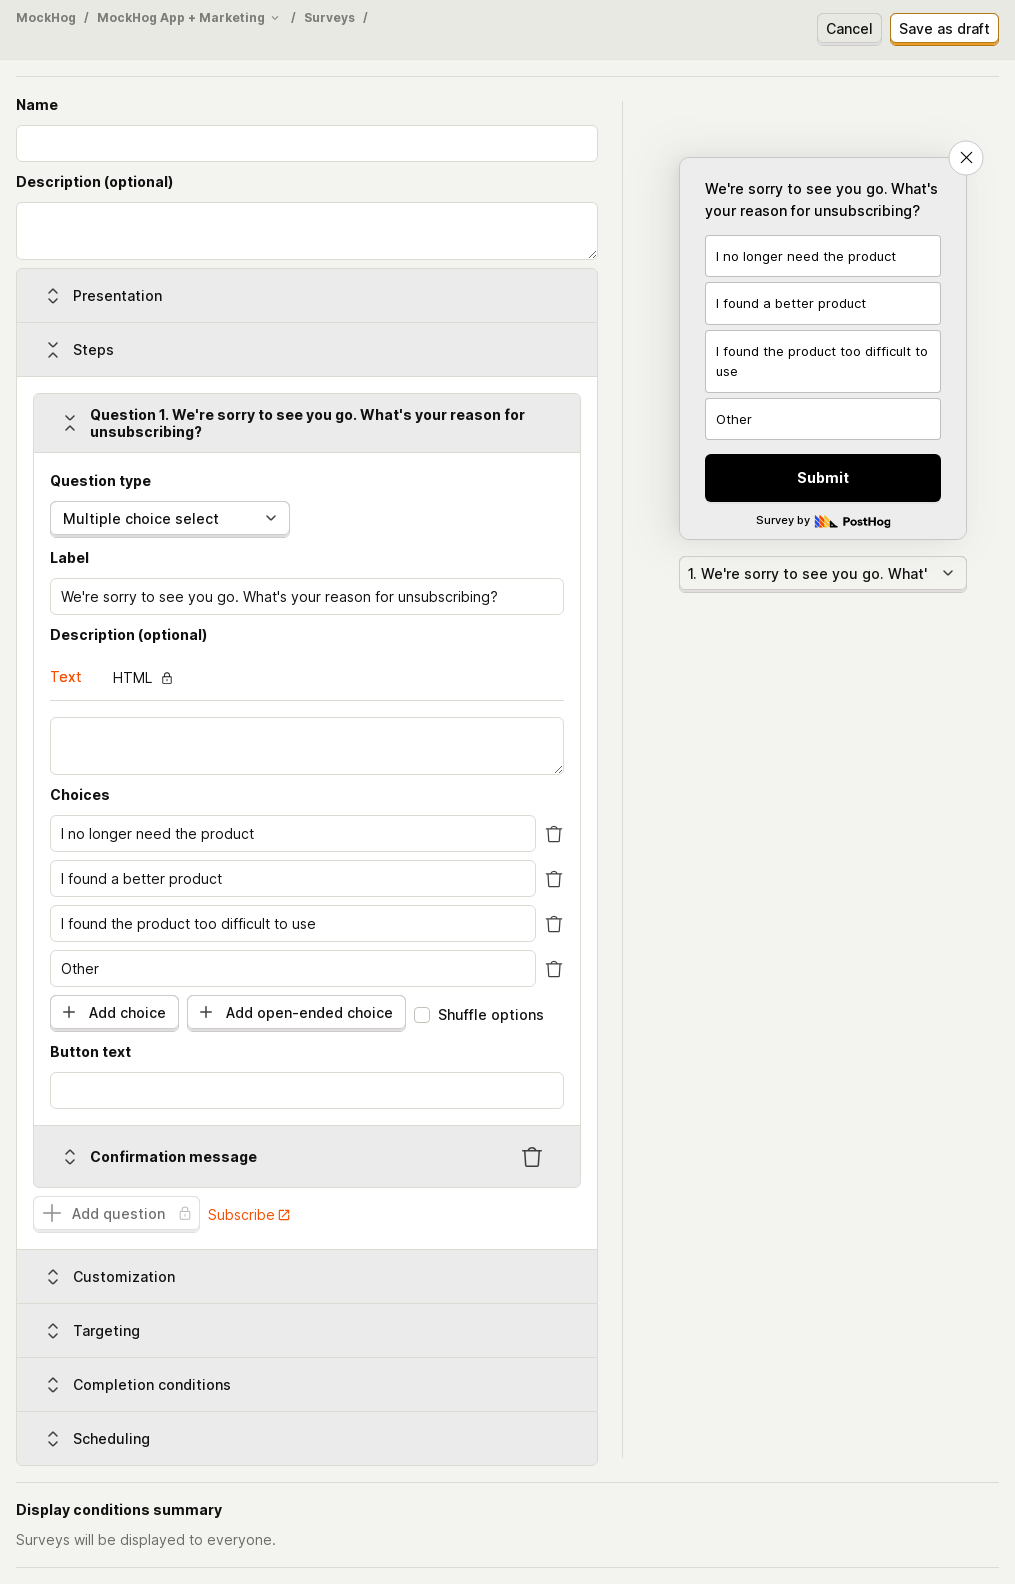 MockHog / MockHog App + Marketing / Surveys /
Cancel
Save as draft
Name
Description (optional)
Presentation
Steps
Question 1. We're sorry to see you go. What's your reason for
unsubscribing?
Question type
Multiple choice select
Label
We're sorry to see you go. What's your reason for unsubscribing?
Description (optional)
Text
HTML
Choices
I no longer need the product
I found a better product
I found the product too difficult to use
Other
Add choice
Add open-ended choice
Shuffle options
Button text
Confirmation message
Add question
Subscribe
Customization
Targeting
Completion conditions
Scheduling
We're sorry to see you go. What's
your reason for unsubscribing?
I no longer need the product
I found a better product
I found the product too difficult to
use
Other
Submit
Survey by PostHog
1. We're sorry to see you go. What'
Display conditions summary
Surveys will be displayed to everyone.